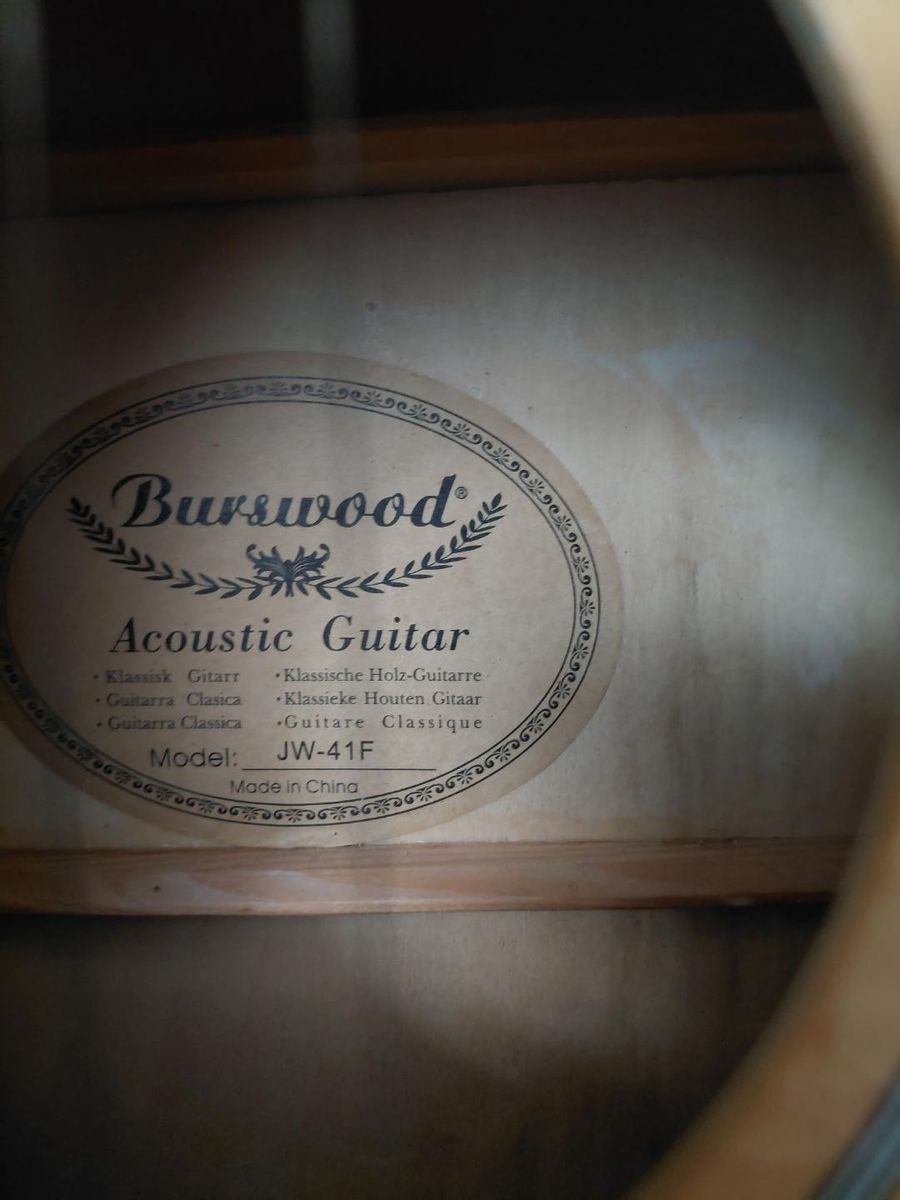 Burswood®
Acoustic Guitar
· Klassisk Gitarr · Klassische Holz-Guitarre
· Guitarra Clasica · Klassieke Houten Gitaar
· Guitarra Classica · Guitare Classique
Model: JW-41F
Made in China